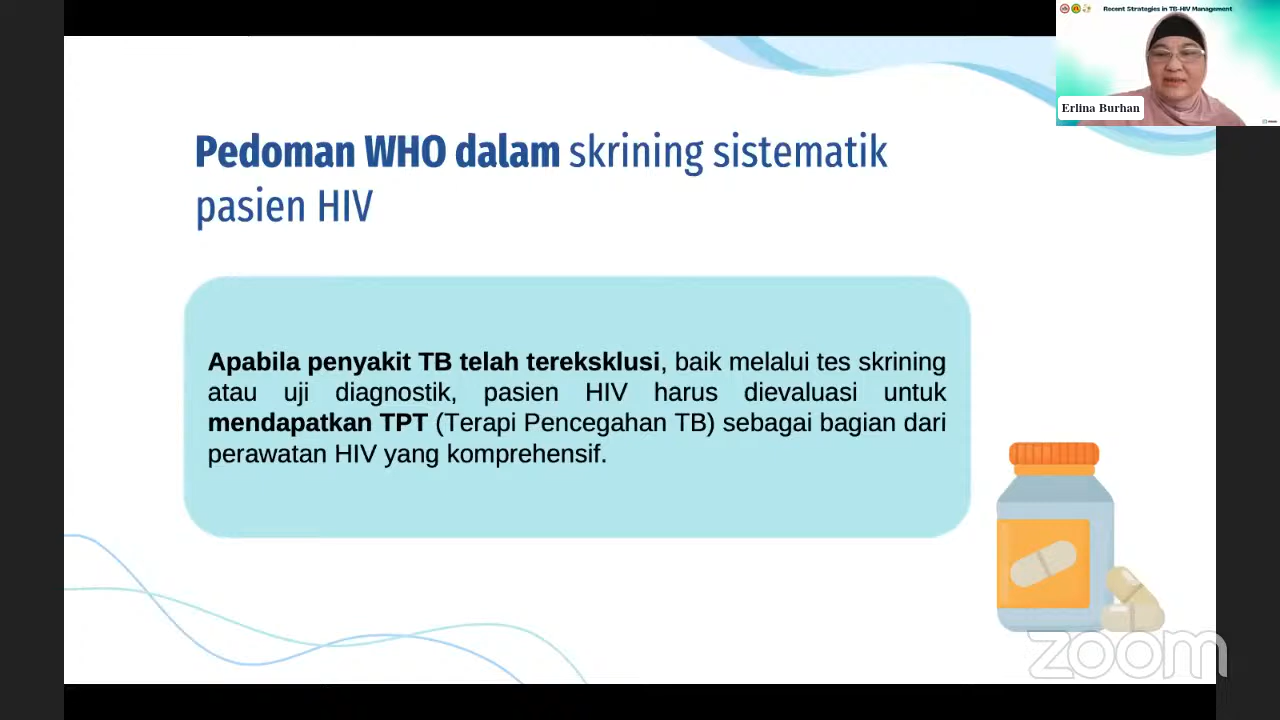 Recent Strategies in TB-HIV Management
Erlina Burhan
Pedoman WHO dalam skrining sistematik
pasien HIV
Apabila penyakit TB telah tereksklusi, baik melalui tes skrining
atau uji diagnostik, pasien HIV harus dievaluasi untuk
mendapatkan TPT (Terapi Pencegahan TB) sebagai bagian dari
perawatan HIV yang komprehensif.
zoom